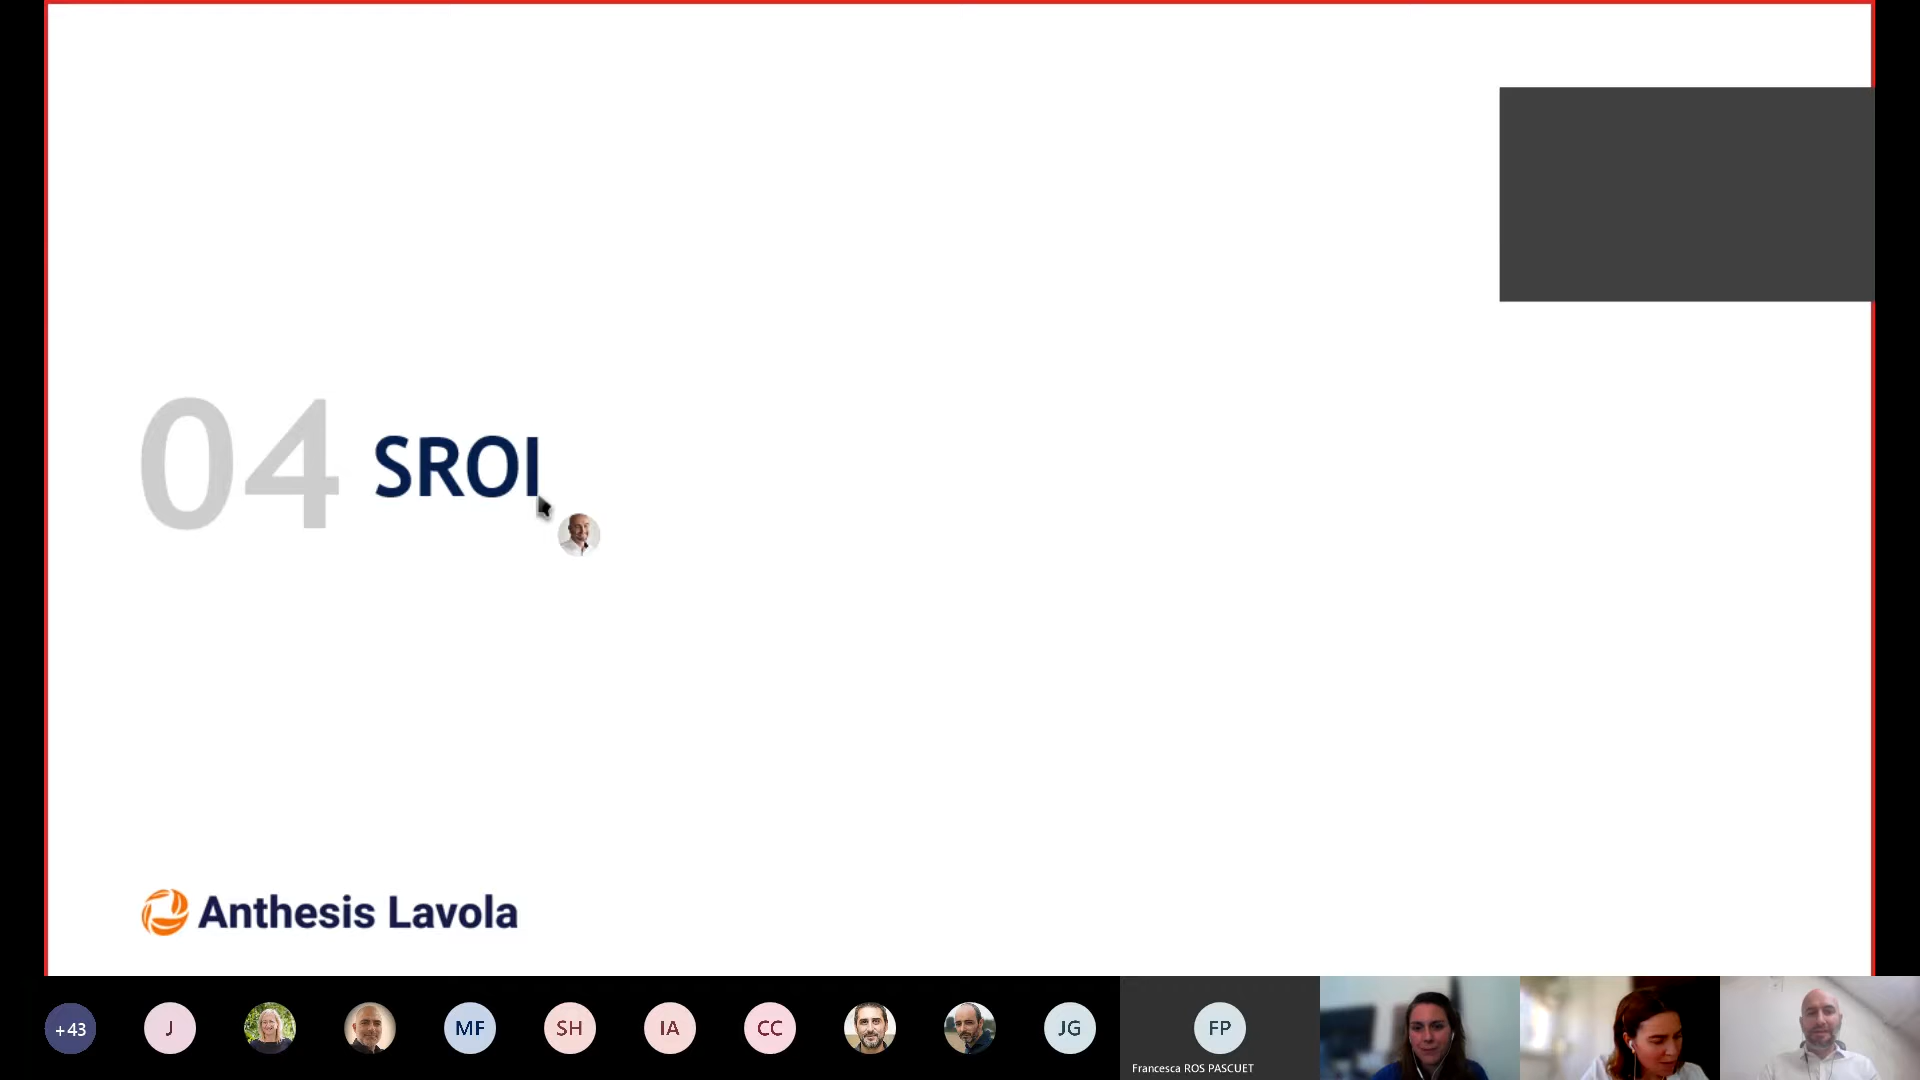 04 SROI
Anthesis Lavola
+43
J
MF
SH
IA
CC
JG
FP
Francesca ROS PASCUET